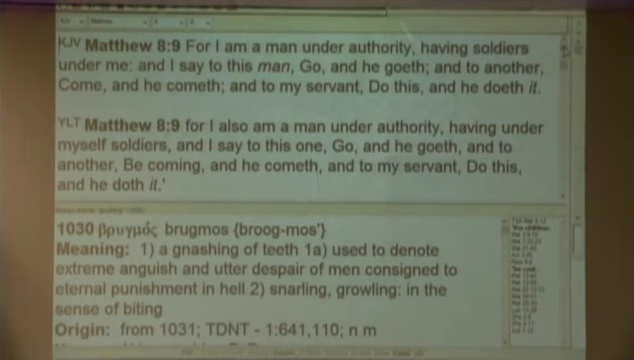 KJV Matthew 8:9 For I am a man under authority, having soldiers
under me: and I say to this man, Go, and he goeth; and to another,
Come, and he cometh; and to my servant, Do this, and he doeth it.
YLT Matthew 8:9 for I also am a man under authority, having under
myself soldiers, and I say to this one, Go, and he goeth, and to
another, Be coming, and he cometh, and to my servant, Do this,
and he doth it.'
1030 βρυγμός brugmos {broog-mos'}
Meaning: 1) a gnashing of teeth 1a) used to denote
extreme anguish and utter despair of men consigned to
eternal punishment in hell 2) snarling, growling: in the
sense of biting
Origin: from 1031; TDNT - 1:641,110; n m